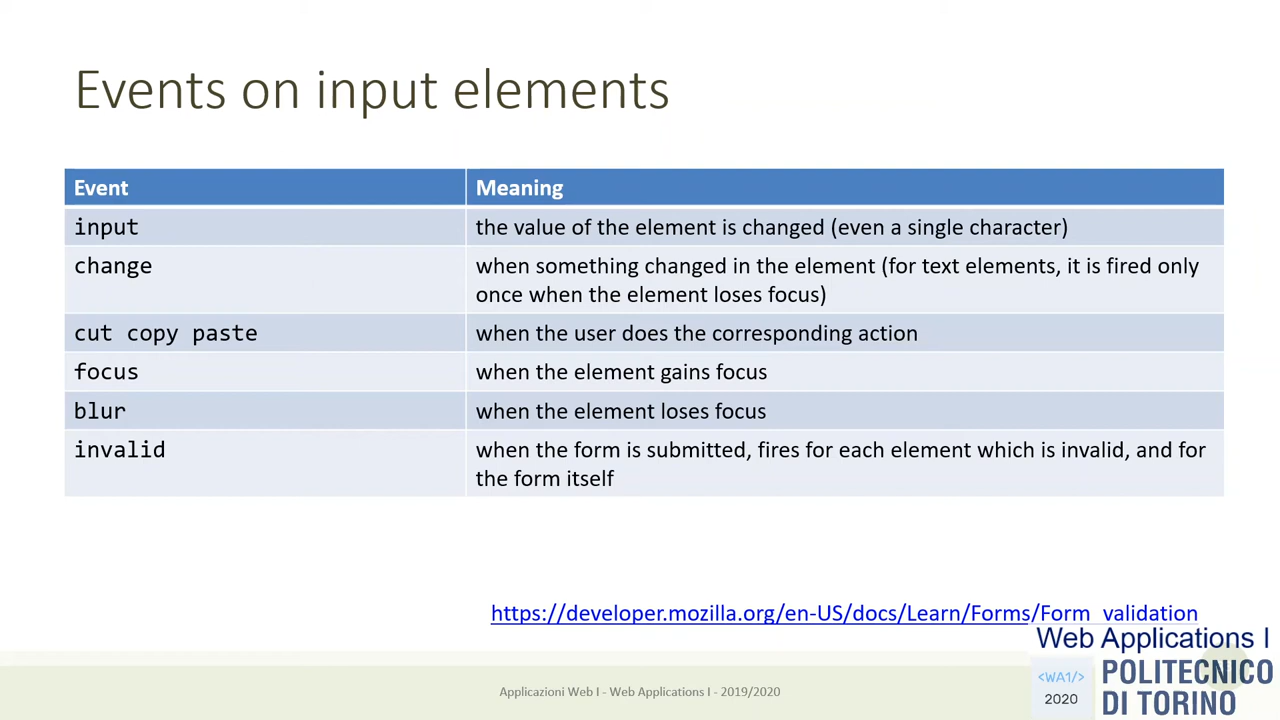 Events on input elements
Event Meaning
input the value of the element is changed (even a single character)
change when something changed in the element (for text elements, it is fired only
once when the element loses focus)
cut copy paste when the user does the corresponding action
focus when the element gains focus
blur when the element loses focus
invalid when the form is submitted, fires for each element which is invalid, and for
the form itself
https://developer.mozilla.org/en-US/docs/Learn/Forms/Form_validation
Web Applications I
Applicazioni Web I - Web Applications I - 2019/2020
<WA1/>
2020
POLITECNICO
DI TORINO